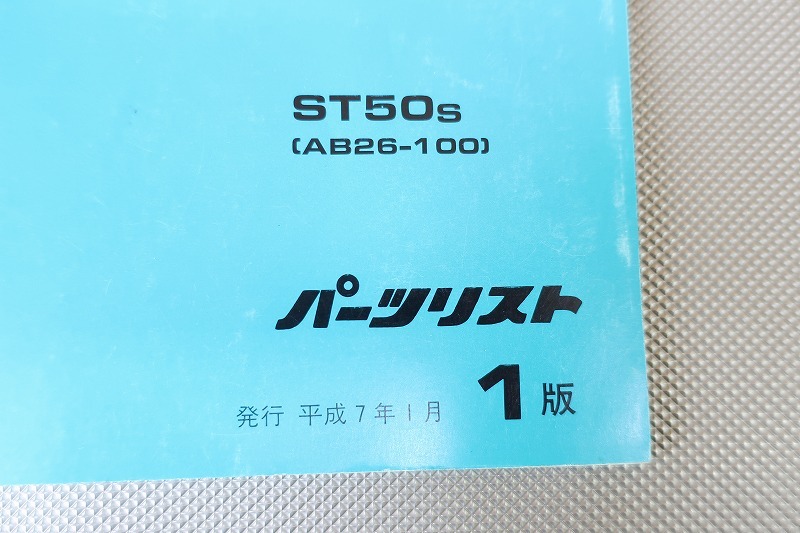 ST50S
(AB26-100)
パーツリスト
発行 平成7年1月 1版